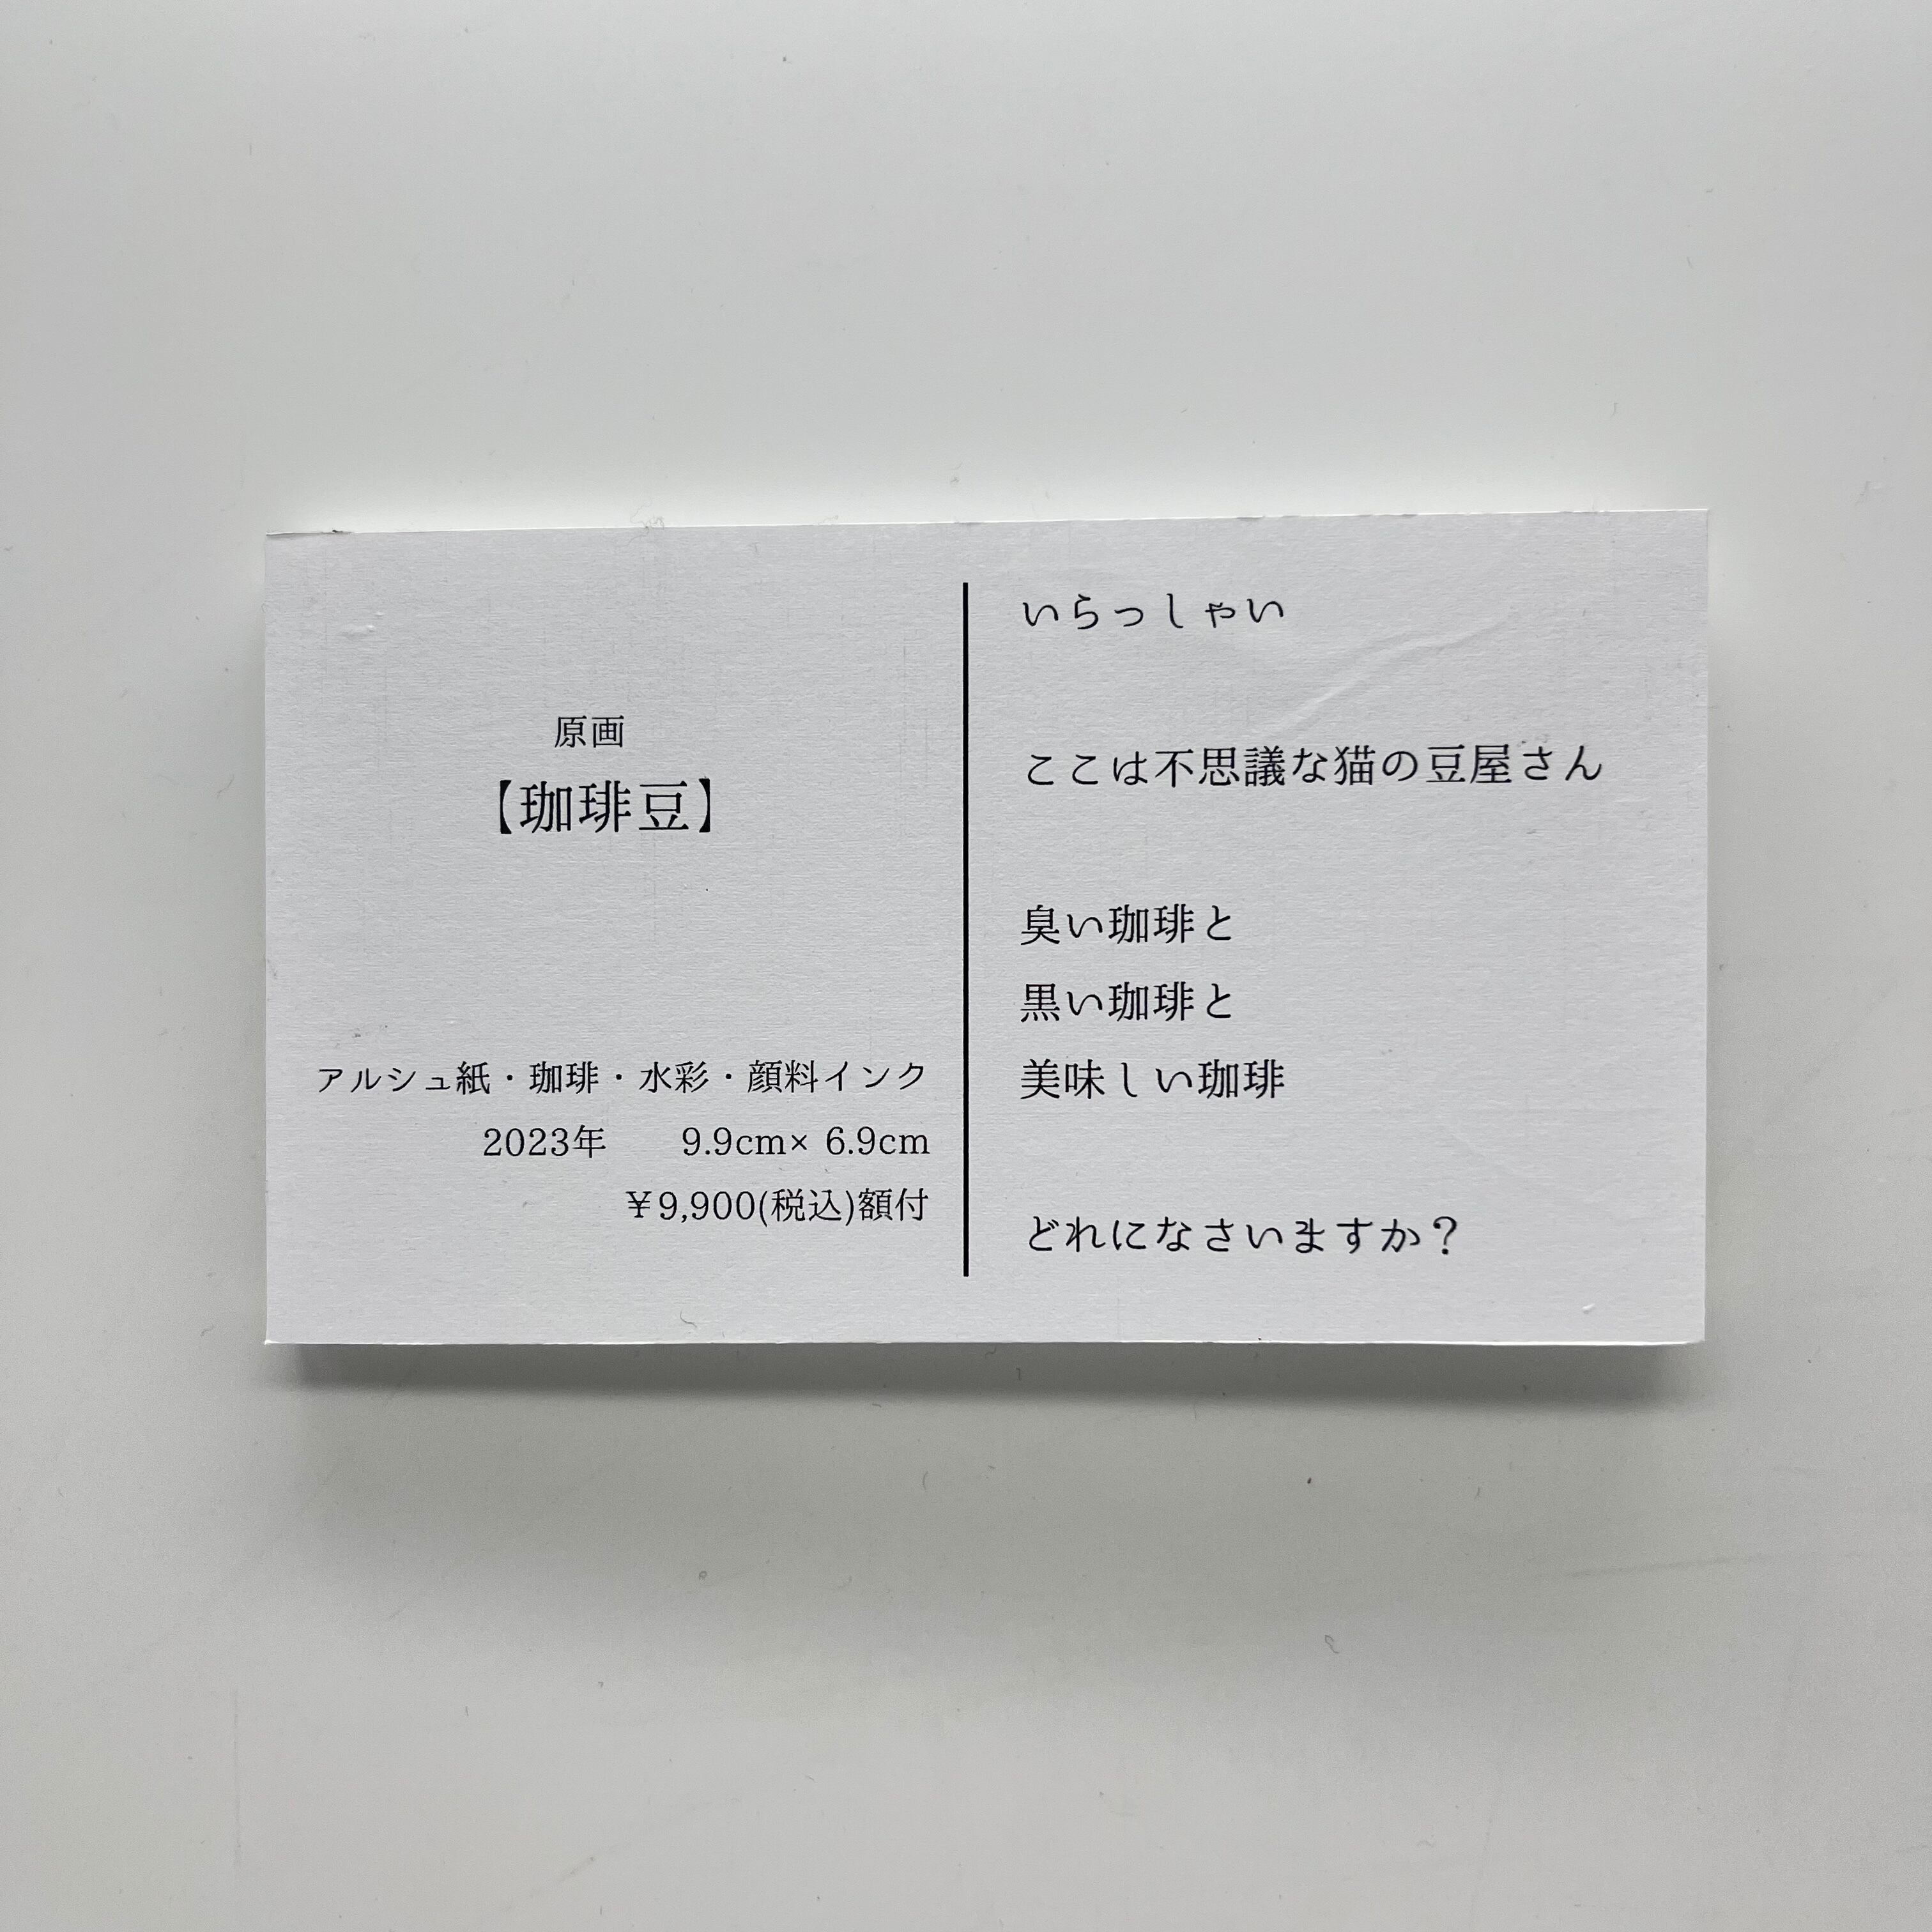 原画
【珈琲豆】
アルシュ紙・珈琲・水彩・顔料インク
2023年　　9.9cm× 6.9cm
￥9,900(税込)額付
いらっしゃい
ここは不思議な猫の豆屋さん
臭い珈琲と
黒い珈琲と
美味しい珈琲
どれになさいますか？